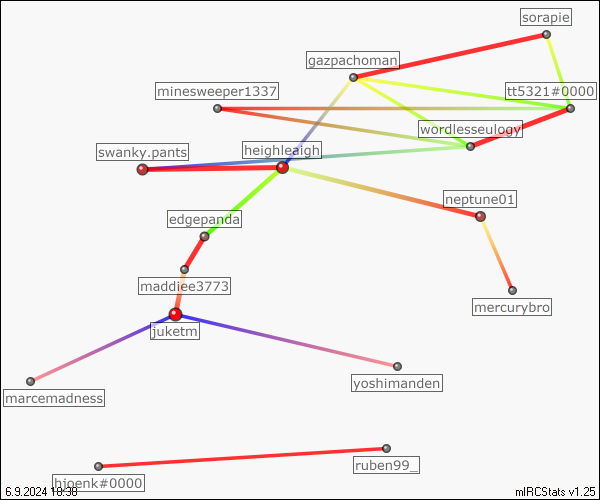 sorapie
gazpachoman
minesweeper1337
tt5321#0000
wordlesseulogy
swanky.pants
heighleaigh
neptune01
edgepanda
maddiee3773
mercurybro
juketm
yoshimanden
marcemadness
ruben99_
hjoenk#0000
6.9.2024 10:38
mIRCStats v1.25